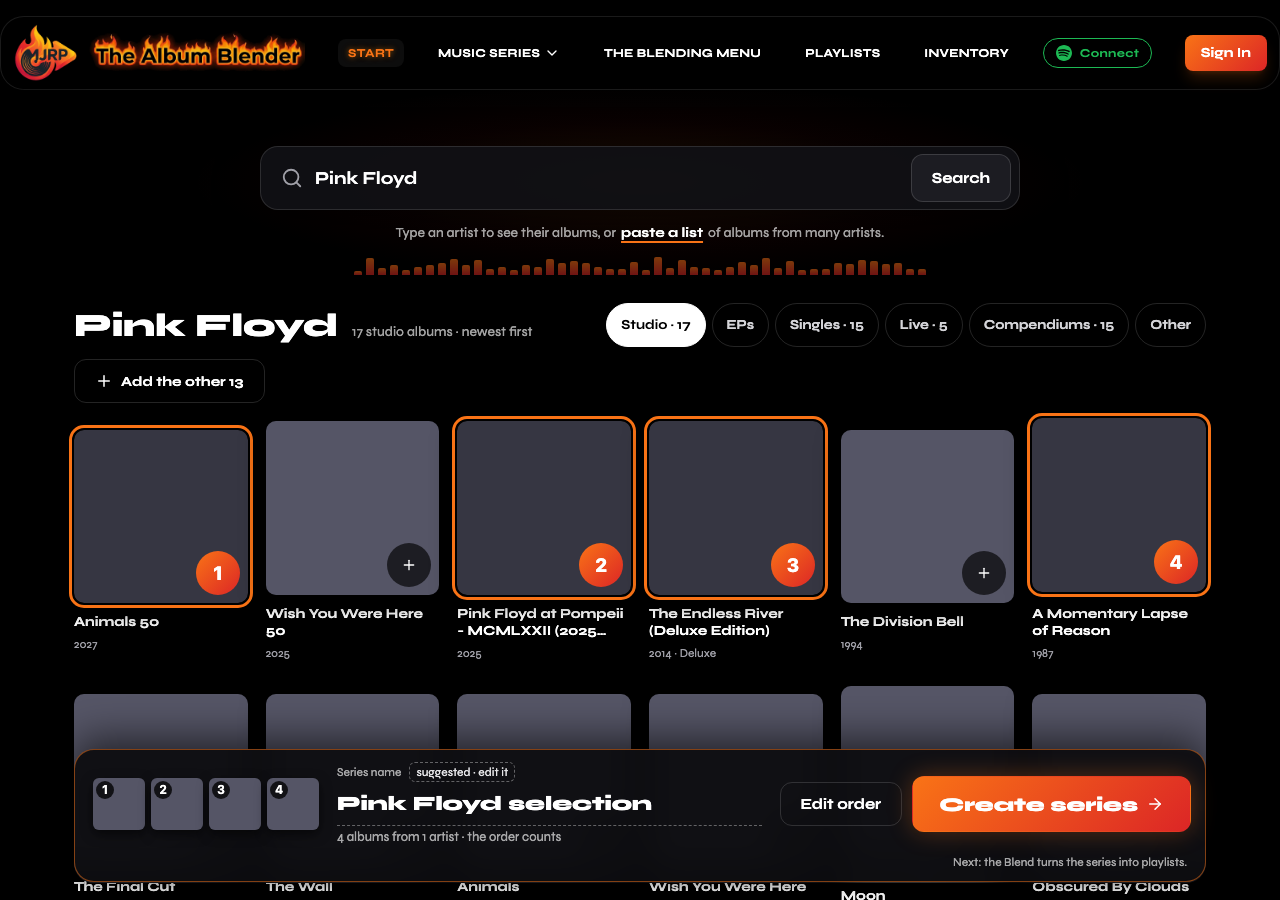 JRP
The Album Blender
START
MUSIC SERIES
THE BLENDING MENU
PLAYLISTS
INVENTORY
Connect
Sign In
Pink Floyd
Search
Type an artist to see their albums, or paste a list of albums from many artists.
Pink Floyd
17 studio albums · newest first
Studio · 17
EPs
Singles · 15
Live · 5
Compendiums · 15
Other
+ Add the other 13
1
+
2
3
+
4
Animals 50
2027
Wish You Were Here
50
2025
Pink Floyd at Pompeii
- MCMLXXII (2025...
2025
The Endless River
(Deluxe Edition)
2014 · Deluxe
The Division Bell
1994
A Momentary Lapse
of Reason
1987
1
2
3
4
Series name
suggested · edit it
Pink Floyd selection
4 albums from 1 artist · the order counts
Edit order
Create series →
Next: the Blend turns the series into playlists.
The Final Cut
The Wall
Animals
Wish You Were Here
Moon
Obscured By Clouds